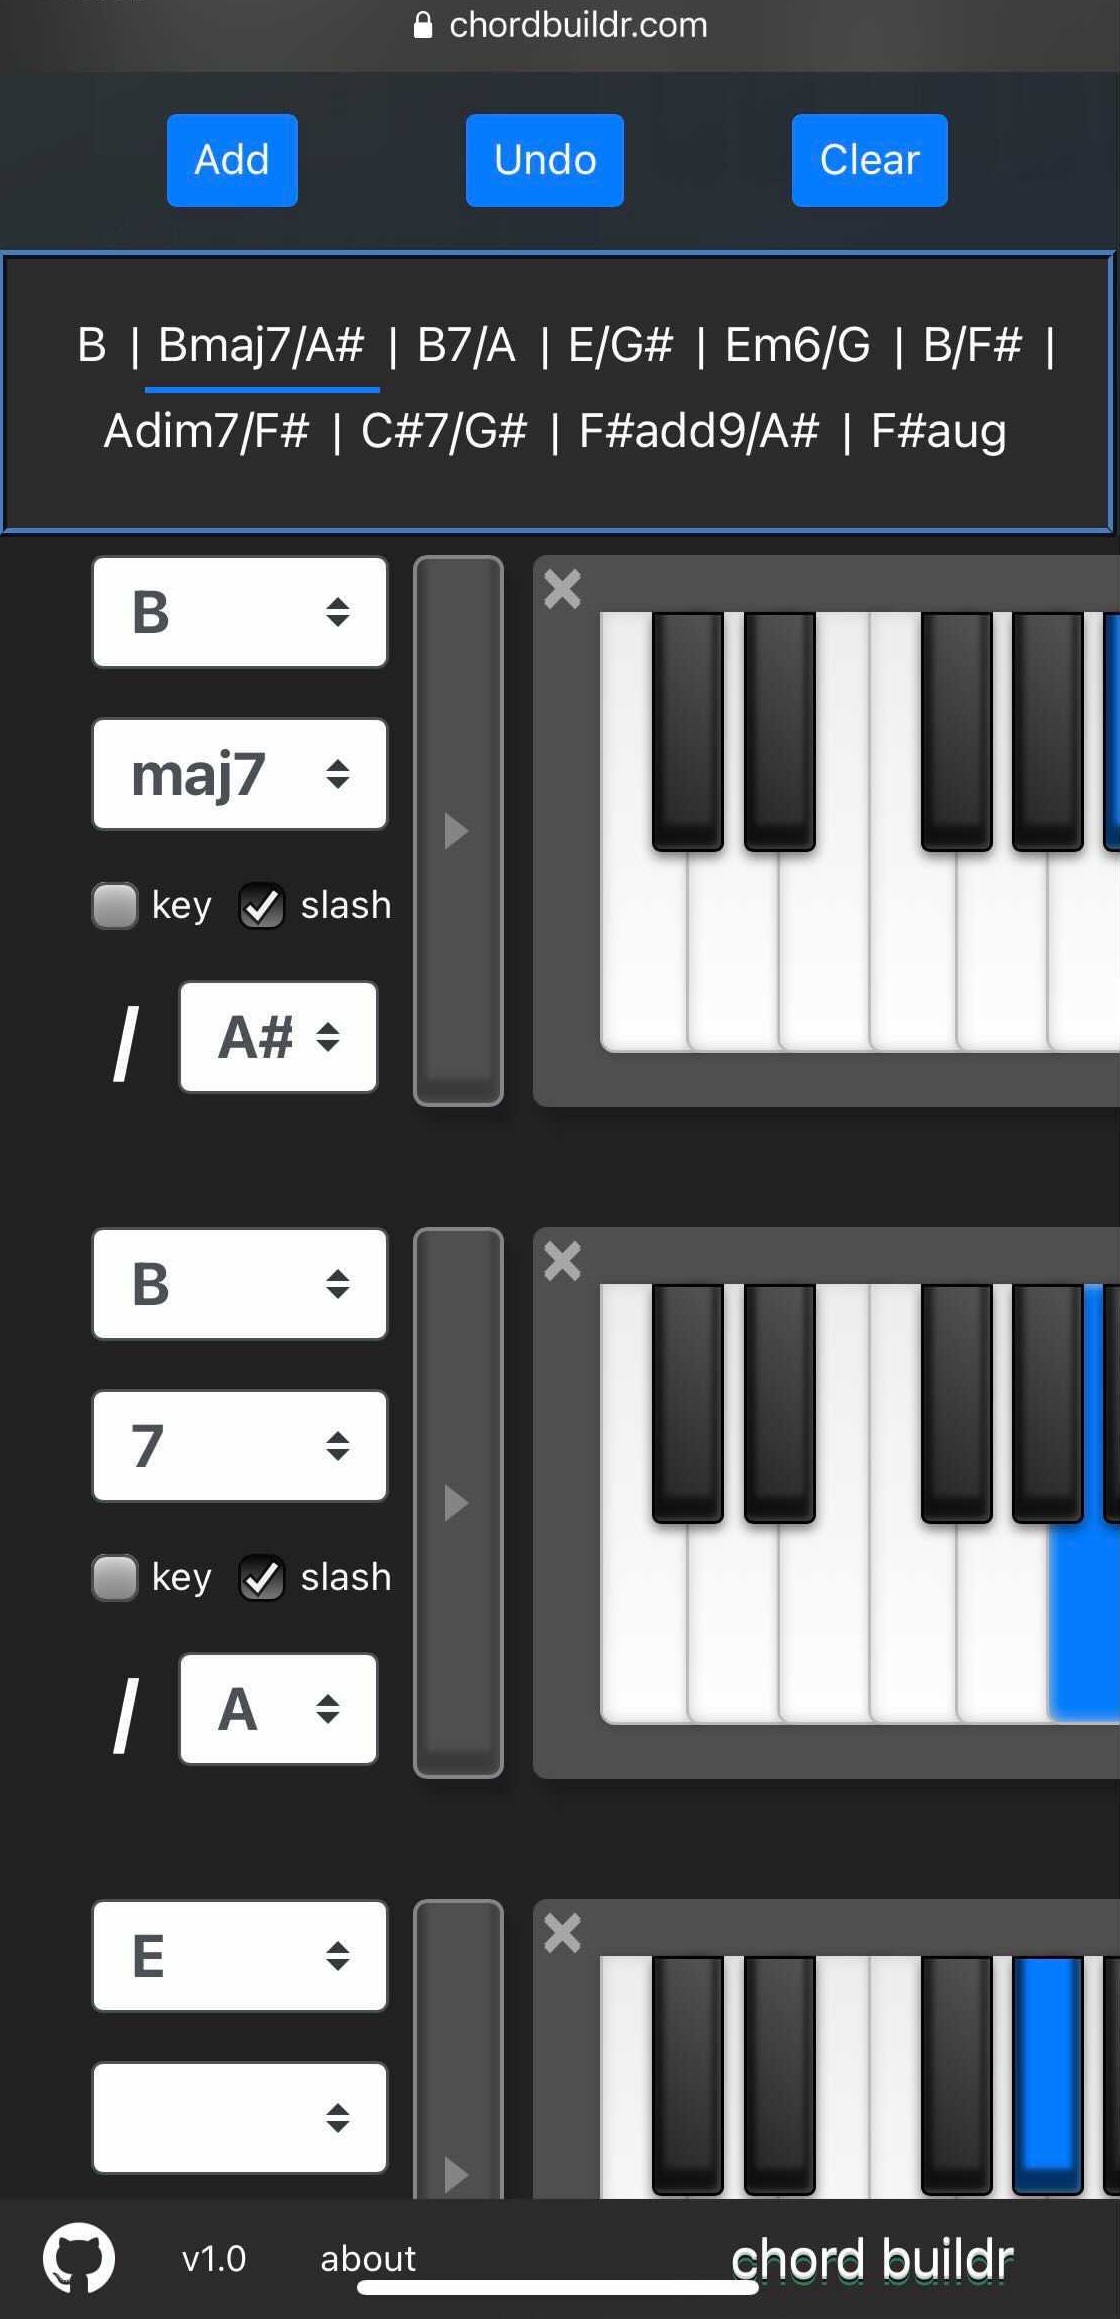 chordbuildr.com
Add Undo Clear
B | Bmaj7/A# | B7/A | E/G# | Em6/G | B/F# |
Adim7/F# | C#7/G# | F#add9/A# | F#aug
B
maj7
key slash
/ A#
B
7
key slash
/ A
E
v1.0 about chord buildr